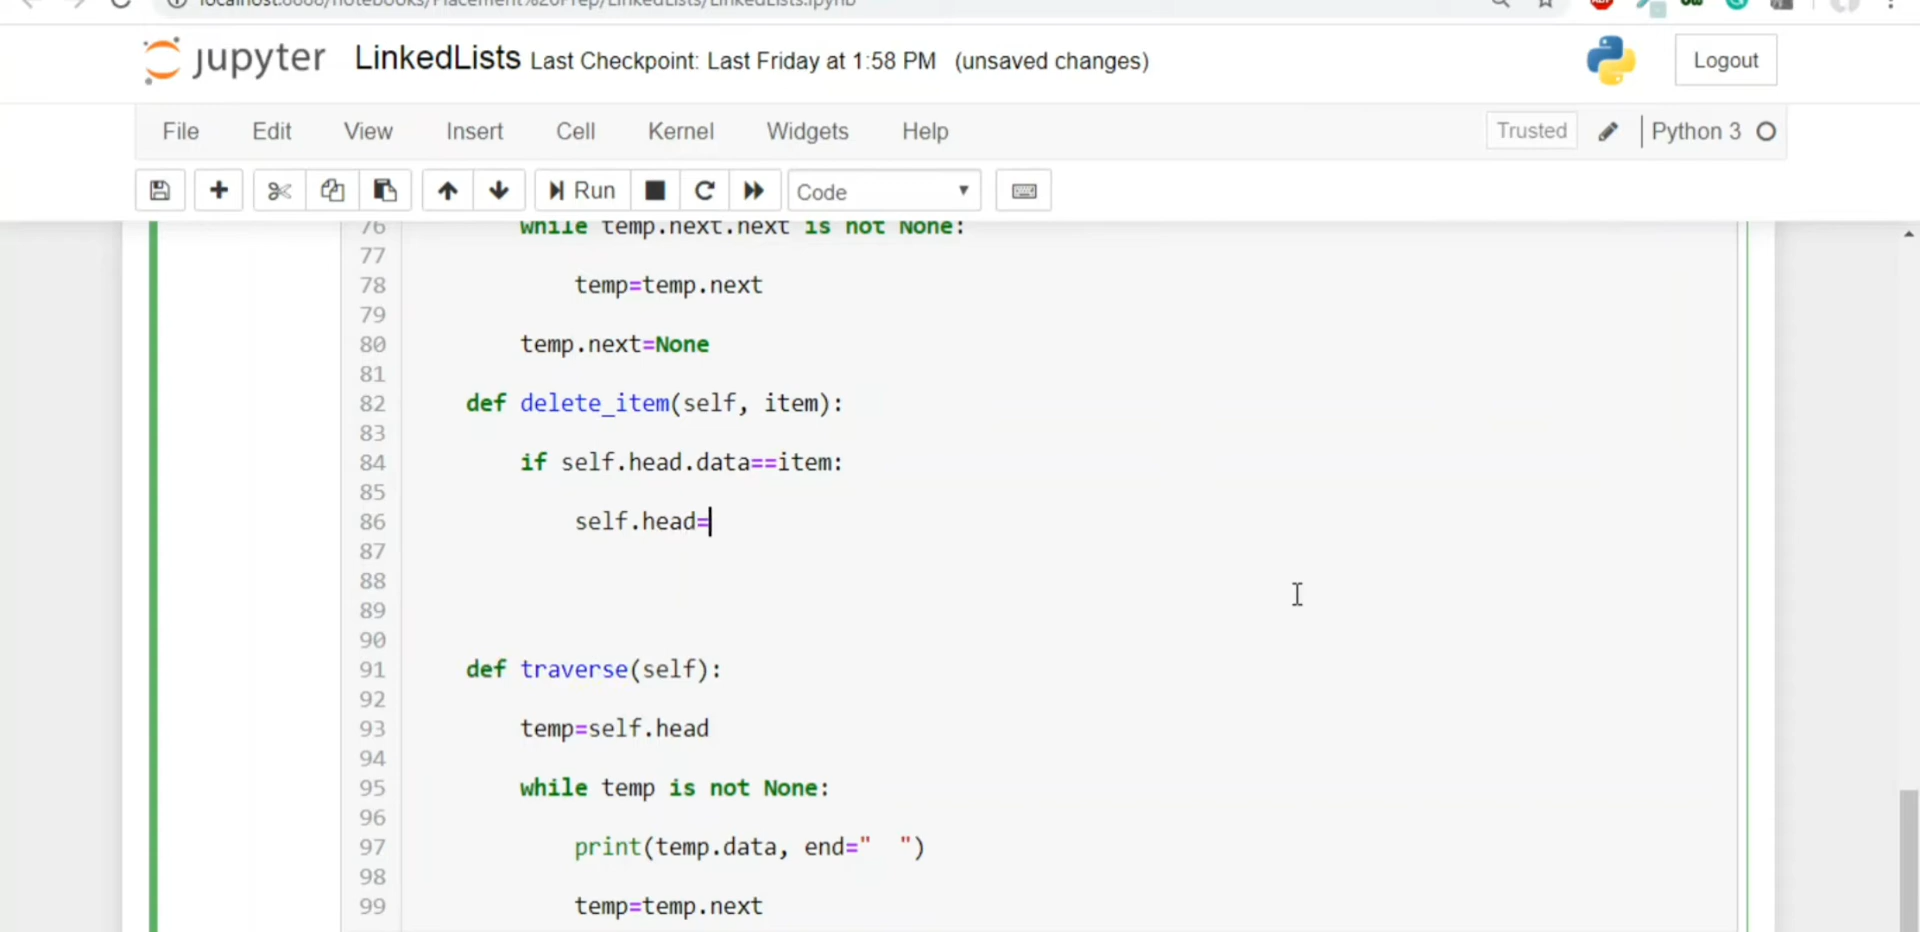 localhost:8888/notebooks/Placement%20Prep/LinkedLists/LinkedLists.ipynb
jupyter LinkedLists Last Checkpoint: Last Friday at 1:58 PM (unsaved changes) Logout
File Edit View Insert Cell Kernel Widgets Help Trusted Python 3
Run Code
76 while temp.next.next is not None:
77
78 temp=temp.next
79
80 temp.next=None
81
82 def delete_item(self, item):
83
84 if self.head.data==item:
85
86 self.head=
87
88
89
90
91 def traverse(self):
92
93 temp=self.head
94
95 while temp is not None:
96
97 print(temp.data, end="  ")
98
99 temp=temp.next